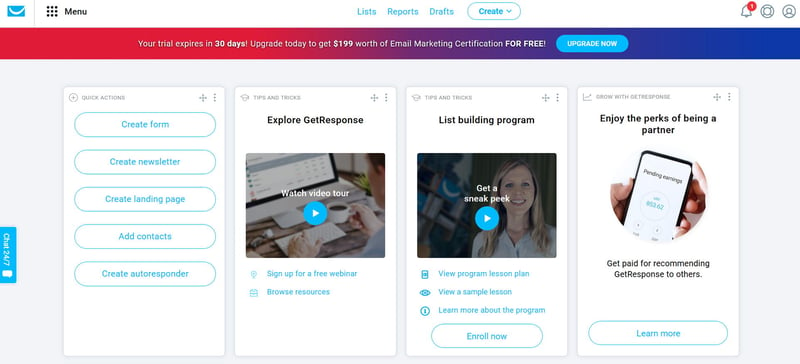 Menu
Lists Reports Drafts Create
1
Your trial expires in 30 days! Upgrade today to get $199 worth of Email Marketing Certification FOR FREE! UPGRADE NOW
QUICK ACTIONS
Create form
Create newsletter
Create landing page
Add contacts
Create autoresponder
TIPS AND TRICKS
Explore GetResponse
Watch video tour
Sign up for a free webinar
Browse resources
TIPS AND TRICKS
List building program
Get a
sneak peek
View program lesson plan
View a sample lesson
Learn more about the program
Enroll now
GROW WITH GETRESPONSE
Enjoy the perks of being a
partner
Pending earnings
853.62
Get paid for recommending
GetResponse to others.
Learn more
Chat 24/7